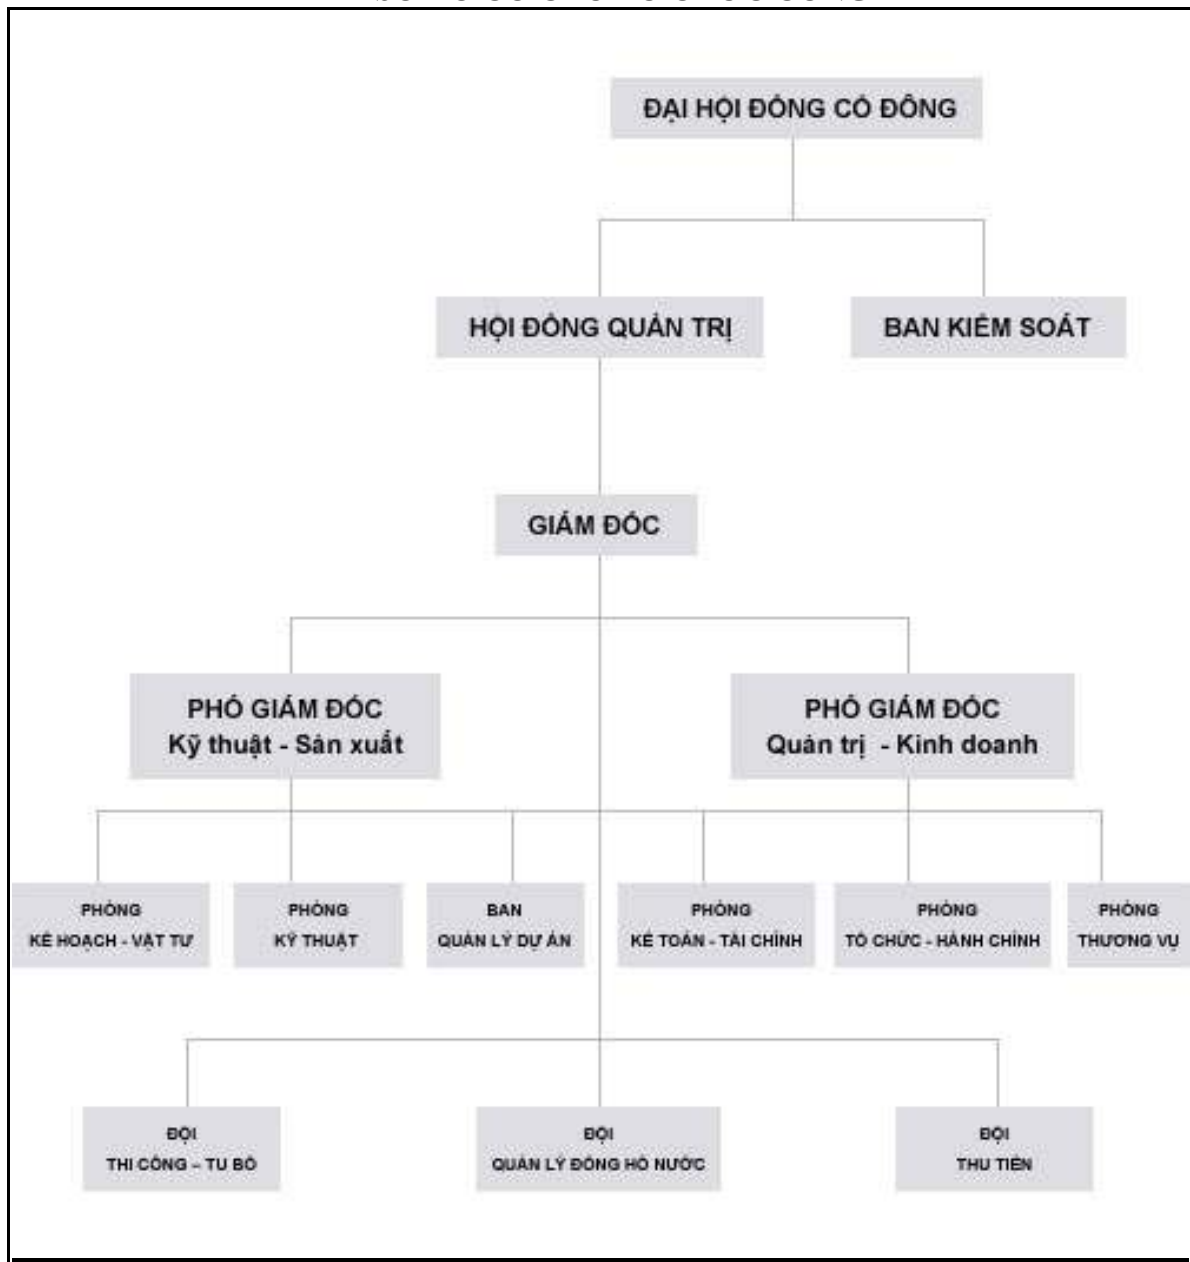 ĐẠI HỘI ĐỒNG CỔ ĐÔNG
HỘI ĐỒNG QUẢN TRỊ
BAN KIỂM SOÁT
GIÁM ĐỐC
PHÓ GIÁM ĐỐC
Kỹ thuật - Sản xuất
PHÓ GIÁM ĐỐC
Quản trị - Kinh doanh
PHÒNG
KẾ HOẠCH - VẬT TƯ
PHÒNG
KỸ THUẬT
BAN
QUẢN LÝ DỰ ÁN
PHÒNG
KẾ TOÁN - TÀI CHÍNH
PHÒNG
TỔ CHỨC - HÀNH CHÍNH
PHÒNG
THƯƠNG VỤ
ĐỘI
THI CÔNG – TU BỔ
ĐỘI
QUẢN LÝ ĐỒNG HỒ NƯỚC
ĐỘI
THU TIỀN